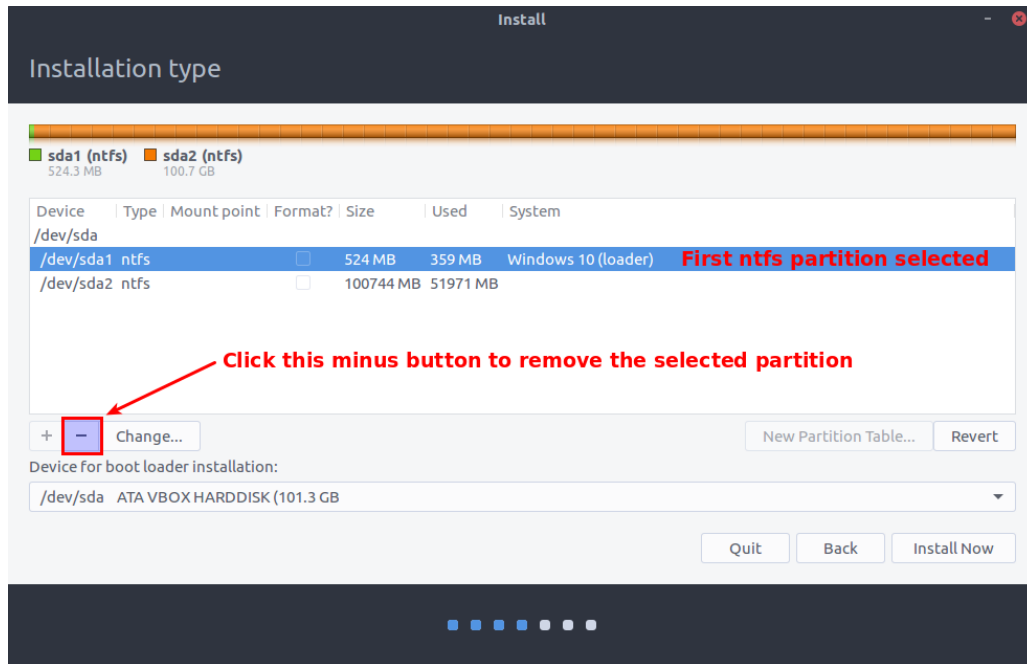 Install
Installation type
sda1 (ntfs) sda2 (ntfs)
524.3 MB 100.7 GB
Device Type Mount point Format? Size Used System
/dev/sda
/dev/sda1 ntfs 524 MB 359 MB Windows 10 (loader) First ntfs partition selected
/dev/sda2 ntfs 100744 MB 51971 MB
Click this minus button to remove the selected partition
+ − Change... New Partition Table... Revert
Device for boot loader installation:
/dev/sda ATA VBOX HARDDISK (101.3 GB
Quit Back Install Now